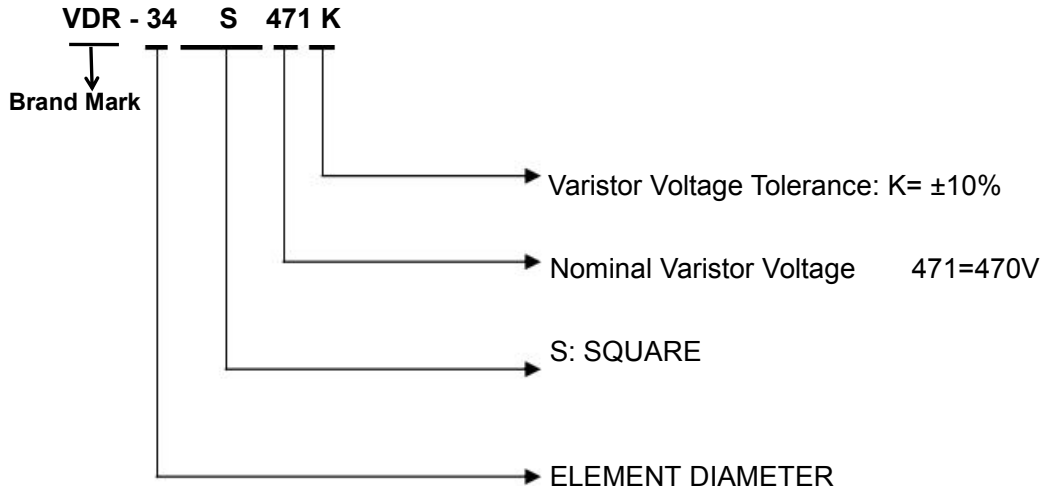 VDR - 34 S 471 K
Brand Mark
Varistor Voltage Tolerance: K= ±10%
Nominal Varistor Voltage 471=470V
S: SQUARE
ELEMENT DIAMETER